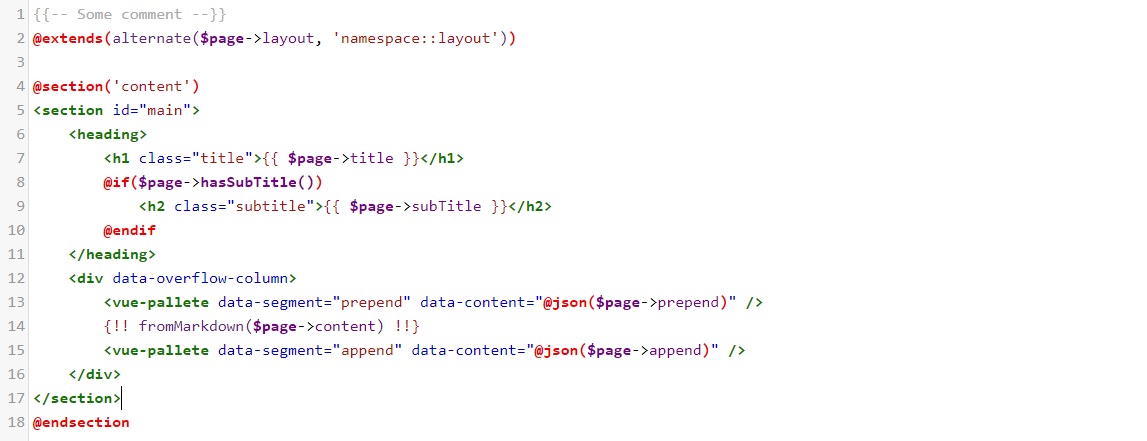 1 {{-- Some comment --}}
2 @extends(alternate($page->layout, 'namespace::layout'))
3
4 @section('content')
5 <section id="main">
6     <heading>
7         <h1 class="title">{{ $page->title }}</h1>
8         @if($page->hasSubTitle())
9             <h2 class="subtitle">{{ $page->subTitle }}</h2>
10         @endif
11     </heading>
12     <div data-overflow-column>
13         <vue-pallete data-segment="prepend" data-content="@json($page->prepend)" />
14         {!! fromMarkdown($page->content) !!}
15         <vue-pallete data-segment="append" data-content="@json($page->append)" />
16     </div>
17 </section>
18 @endsection